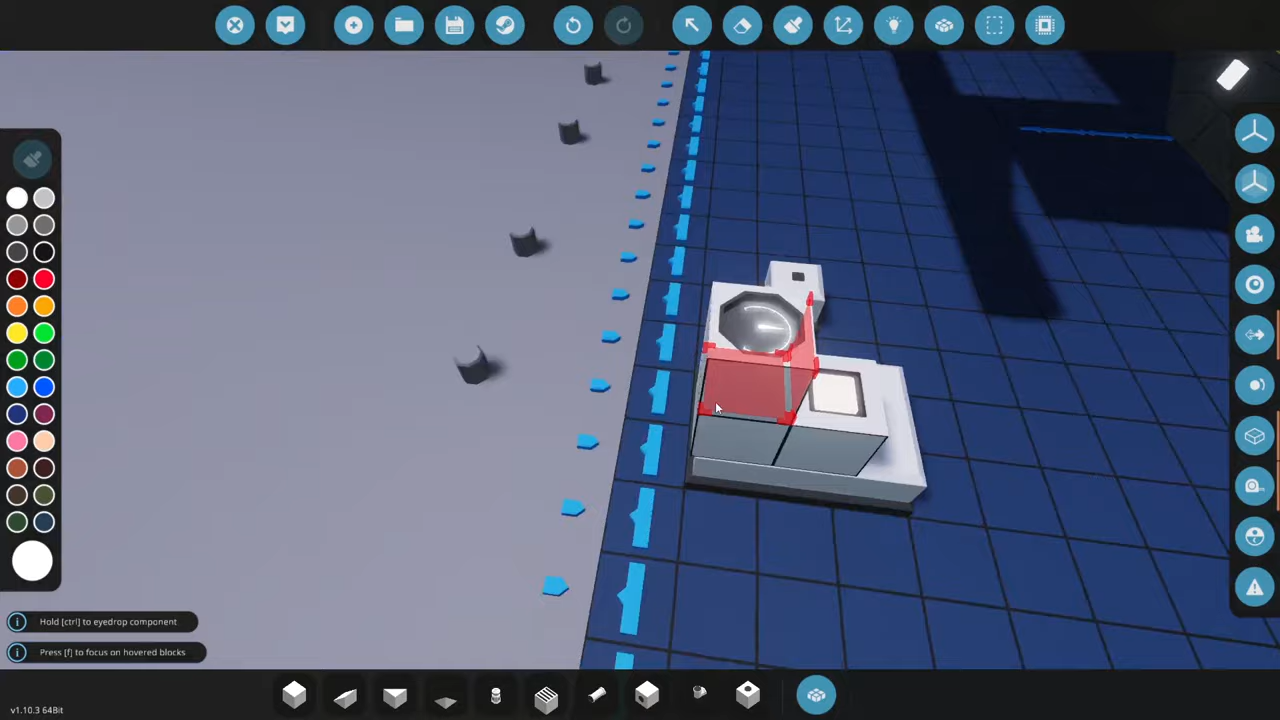 Hold [ctrl] to eyedrop component
Press [f] to focus on hovered blocks
v1.10.3 64Bit